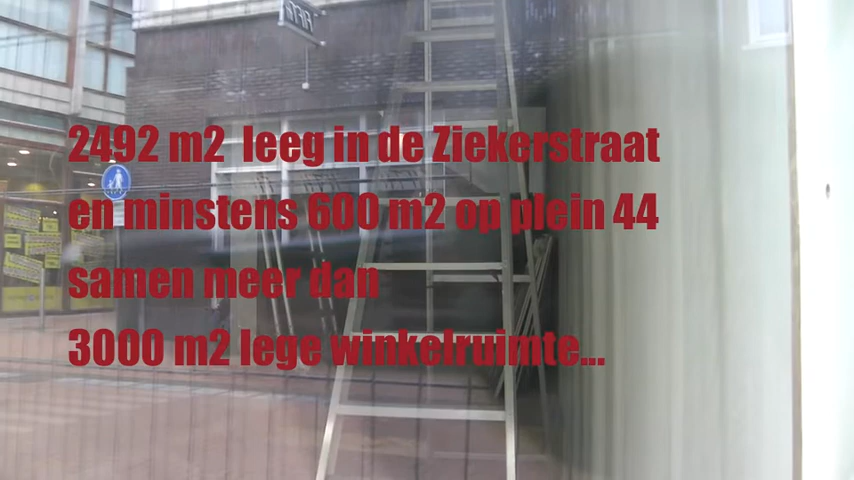 2492 m2 leeg in de Ziekerstraat
en minstens 600 m2 op plein 44
samen meer dan
3000 m2 lege winkelruimte...